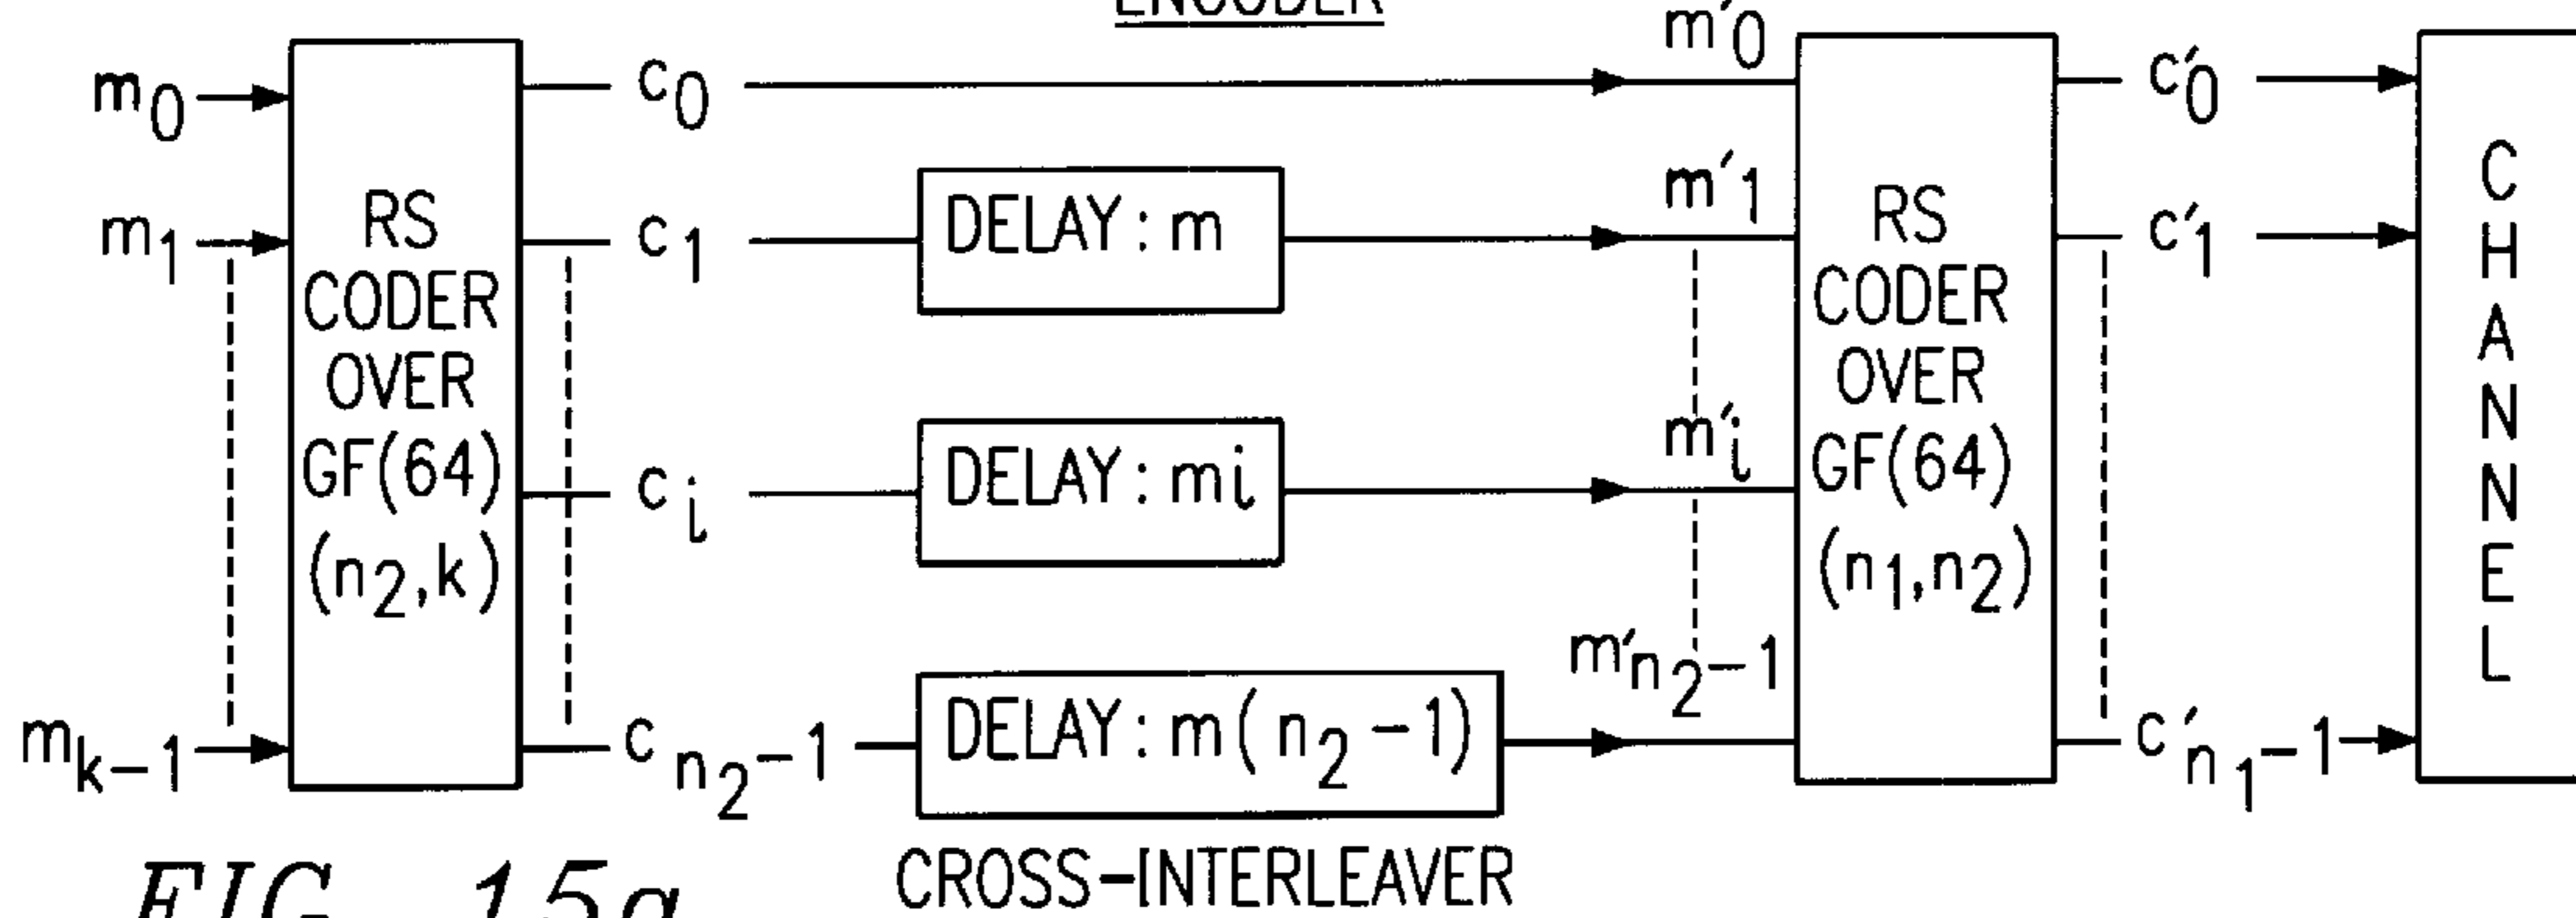 ENCODER
m0
m1
mk-1
RS
CODER
OVER
GF(64)
(n2,k)
c0
c1
ci
cn2-1
DELAY: m
DELAY: mi
DELAY: m(n2-1)
CROSS-INTERLEAVER
m'0
m'1
m'i
m'n2-1
RS
CODER
OVER
GF(64)
(n1,n2)
c'0
c'1
c'n1-1
CHANNEL
FIG. 15a